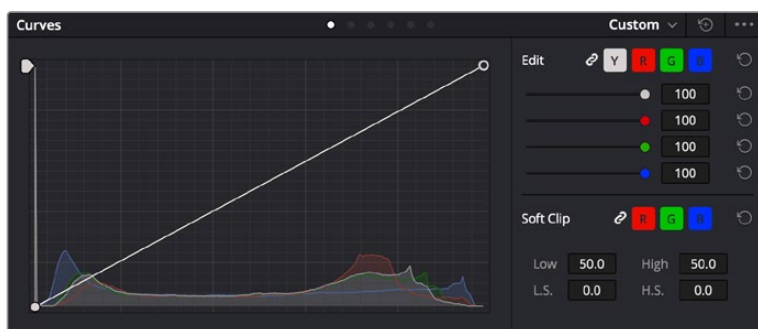 Curves Custom
Edit Y R G B
100
100
100
100
Soft Clip R G B
Low 50.0 High 50.0
L.S. 0.0 H.S. 0.0